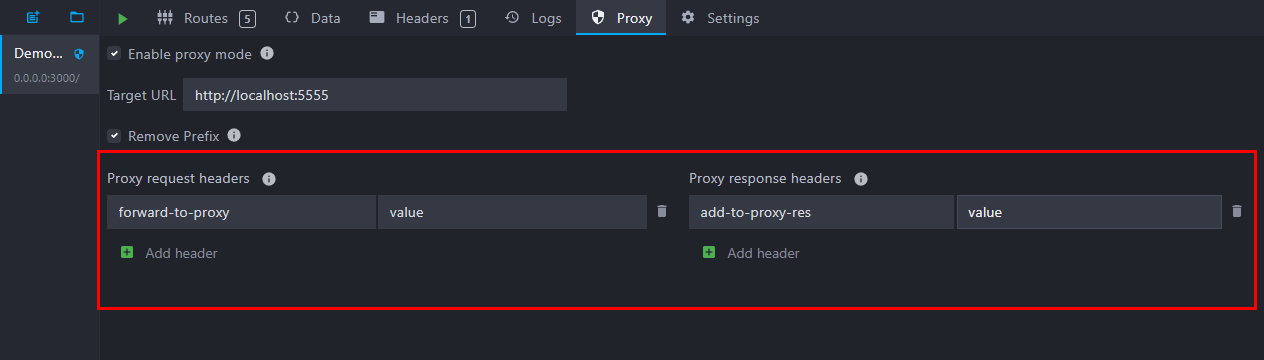 Routes 5 Data Headers 1 Logs Proxy Settings
Demo...
0.0.0.0:3000/
Enable proxy mode
Target URL http://localhost:5555
Remove Prefix
Proxy request headers Proxy response headers
forward-to-proxy value add-to-proxy-res value
Add header Add header